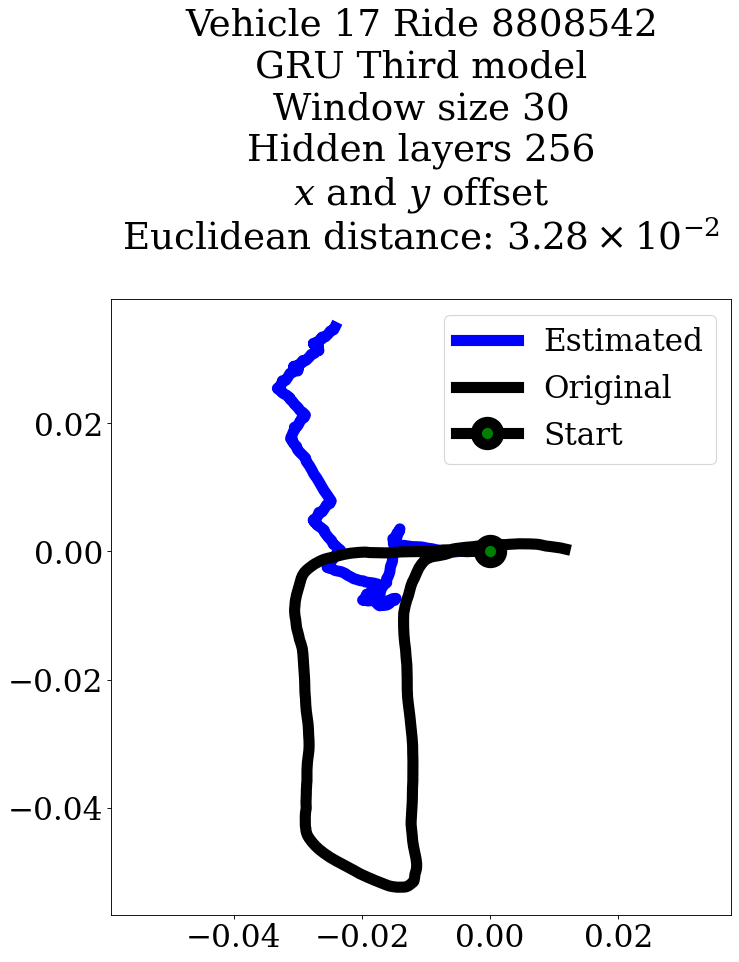 Vehicle 17 Ride 8808542
GRU Third model
Window size 30
Hidden layers 256
x and y offset
Euclidean distance: 3.28 × 10⁻²
Estimated
Original
Start
0.02
0.00
−0.02
−0.04
−0.04 −0.02 0.00 0.02